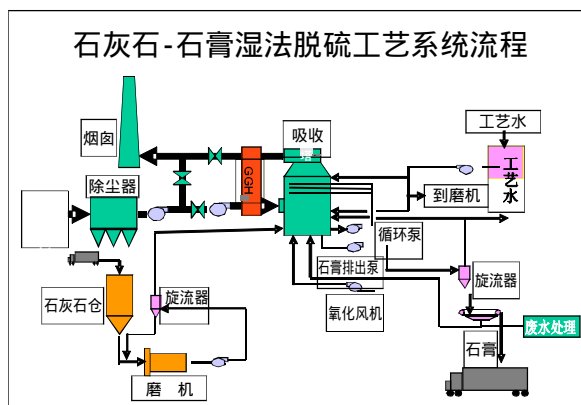 石灰石-石膏湿法脱硫工艺系统流程
烟囱
吸收
塔
工艺水
工艺水
GGH
除尘器
到磨机
循环泵
石膏排出泵
旋流器
石灰石仓
旋流器
氧化风机
废水处理
石膏
磨 机